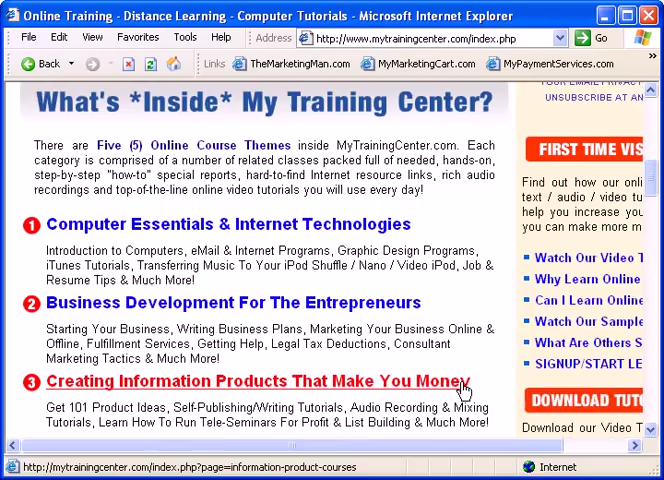 Online Training - Distance Learning - Computer Tutorials - Microsoft Internet Explorer
File Edit View Favorites Tools Help Address http://www.mytrainingcenter.com/index.php Go
Back Links TheMarketingMan.com MyMarketingCart.com MyPaymentServices.com
What's *Inside* My Training Center?
There are Five (5) Online Course Themes inside MyTrainingCenter.com. Each
category is comprised of a number of related classes packed full of needed, hands-on,
step-by-step "how-to" special reports, hard-to-find Internet resource links, rich audio
recordings and top-of-the-line online video tutorials you will use every day!
1 Computer Essentials & Internet Technologies
Introduction to Computers, eMail & Internet Programs, Graphic Design Programs,
iTunes Tutorials, Transferring Music To Your iPod Shuffle / Nano / Video iPod, Job &
Resume Tips & Much More!
2 Business Development For The Entrepreneurs
Starting Your Business, Writing Business Plans, Marketing Your Business Online &
Offline, Fulfillment Services, Getting Help, Legal Tax Deductions, Consultant
Marketing Tactics & Much More!
3 Creating Information Products That Make You Money
Get 101 Product Ideas, Self-Publishing/Writing Tutorials, Audio Recording & Mixing
Tutorials, Learn How To Run Tele-Seminars For Profit & List Building & Much More!
UNSUBSCRIBE AT AN
FIRST TIME VIS
Find out how our onli
text / audio / video tu
help you increase you
you can make more m
Watch Our Video T
Why Learn Online
Can I Learn Online
Watch Our Sample
What Are Others S
SIGNUP/START LE
DOWNLOAD TUTO
Download our Video
http://mytrainingcenter.com/index.php?page=information-product-courses
Internet